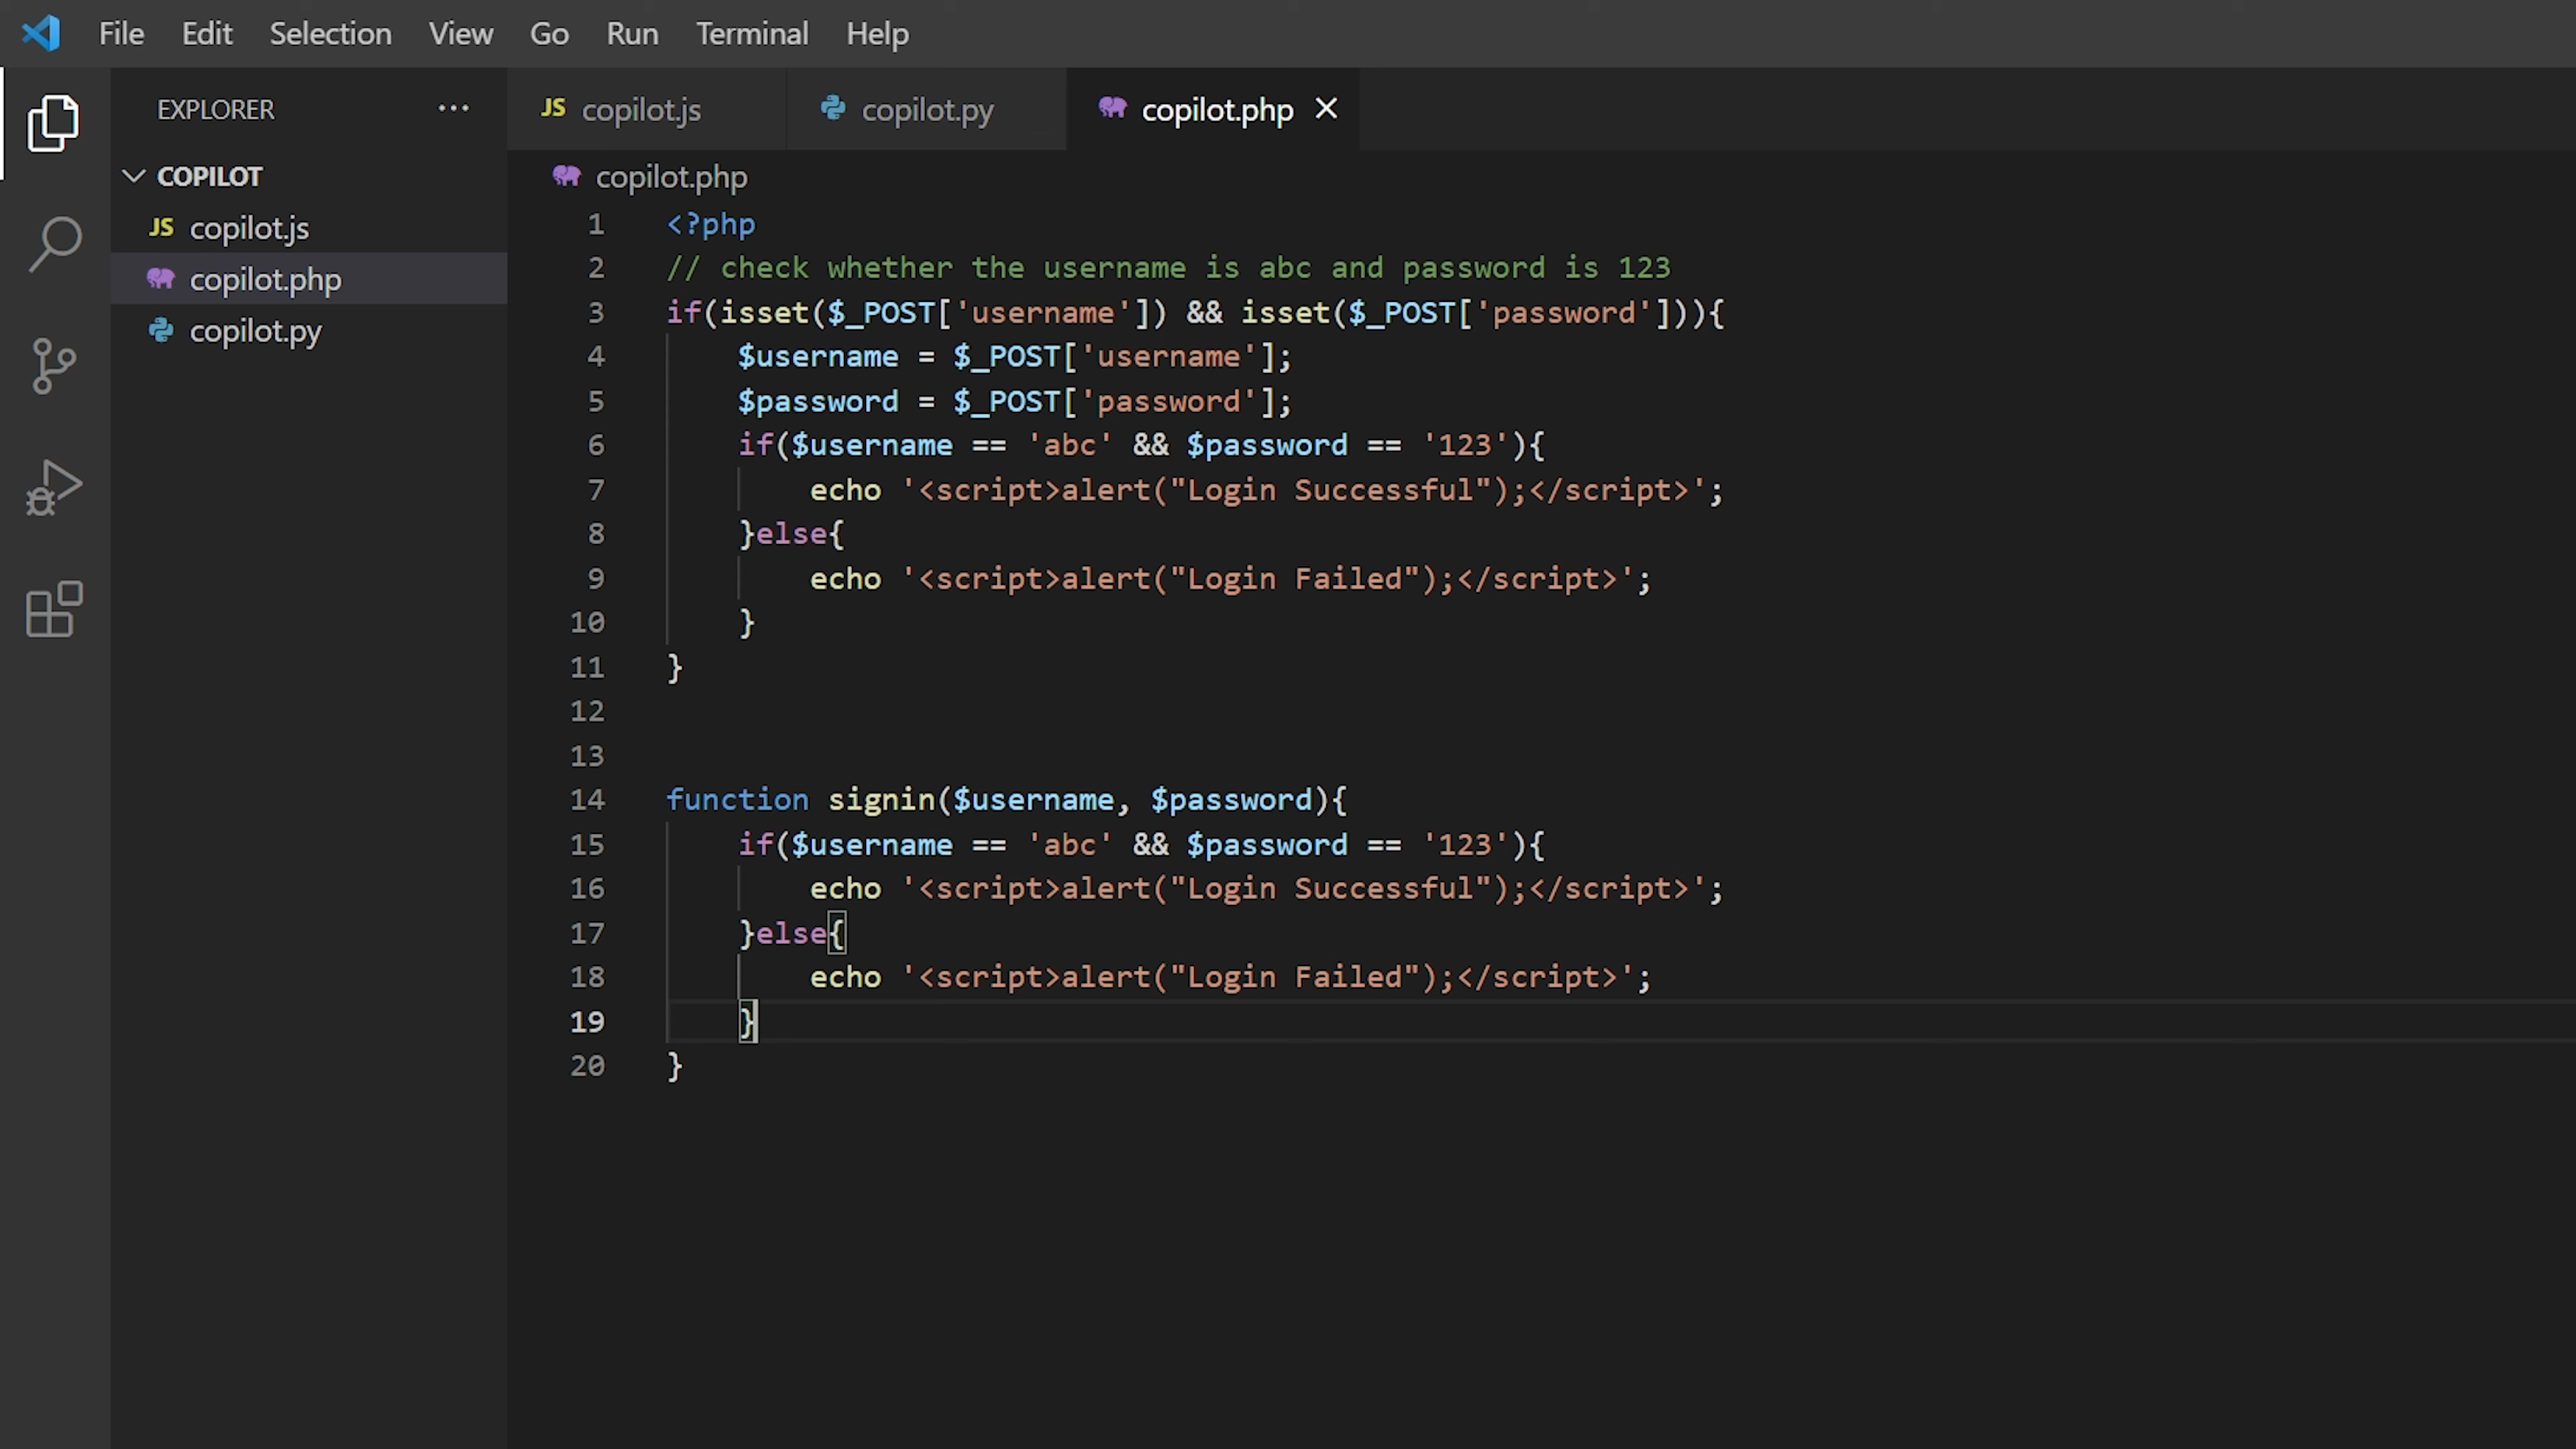 File Edit Selection View Go Run Terminal Help
EXPLORER ···
COPILOT
JS copilot.js
copilot.php
copilot.py
JS copilot.js copilot.py copilot.php
copilot.php
1 <?php
2 // check whether the username is abc and password is 123
3 if(isset($_POST['username']) && isset($_POST['password'])){
4     $username = $_POST['username'];
5     $password = $_POST['password'];
6     if($username == 'abc' && $password == '123'){
7         echo '<script>alert("Login Successful");</script>';
8     }else{
9         echo '<script>alert("Login Failed");</script>';
10     }
11 }
12
13
14 function signin($username, $password){
15     if($username == 'abc' && $password == '123'){
16         echo '<script>alert("Login Successful");</script>';
17     }else{
18         echo '<script>alert("Login Failed");</script>';
19     }
20 }